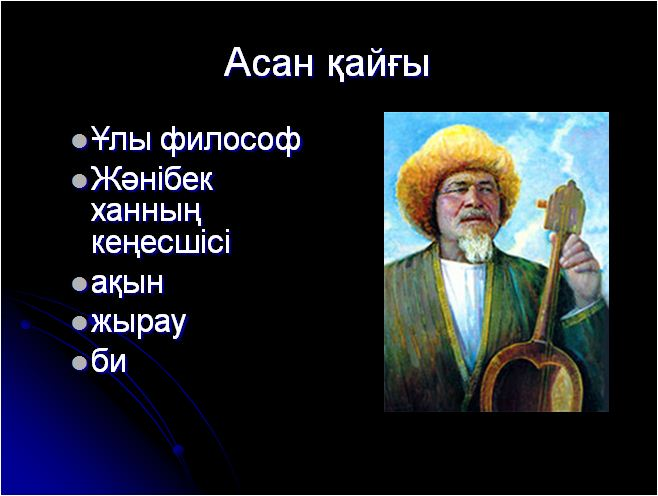 Асан қайғы
Ұлы философ
Жәнібек
ханның
кеңесшісі
ақын
жырау
би